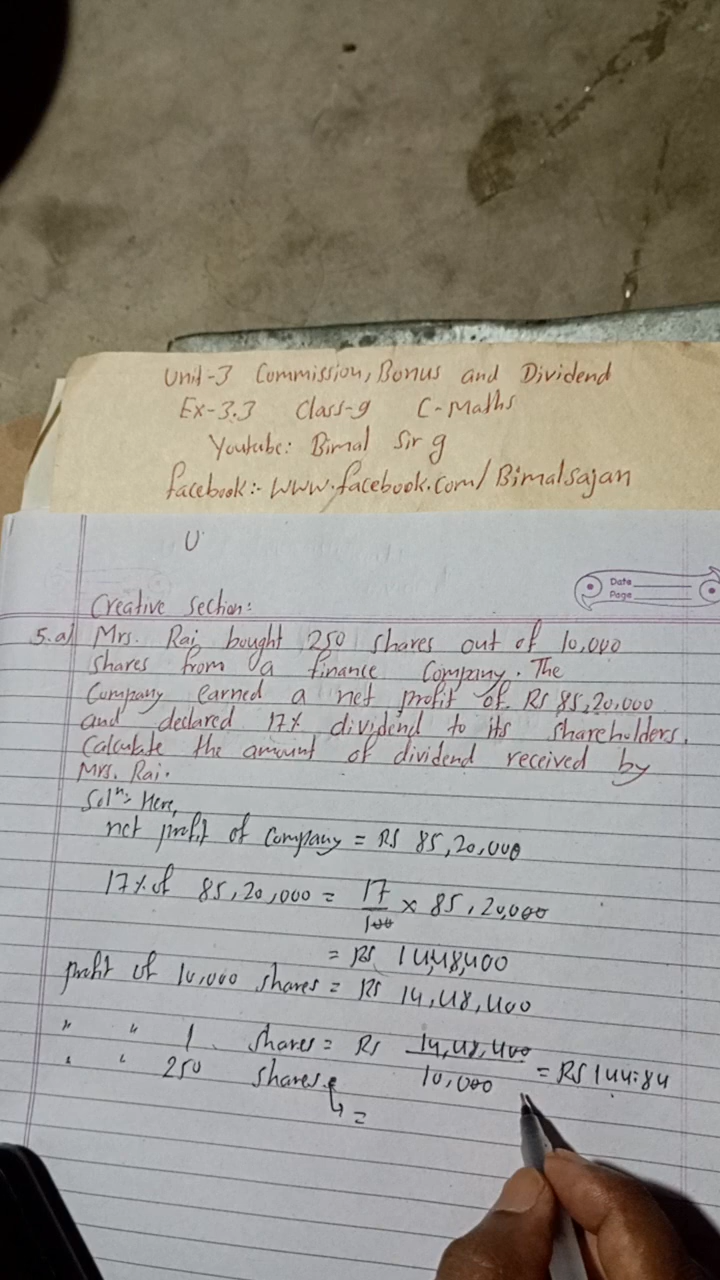 Unit-3 Commission, Bonus and Dividend
Ex-3.3 Class-9 C-Maths
Youtube: Bimal Sir g
facebook:- www.facebook.com/Bimalsajan
U
Date
Page
Creative section:
5.a) Mrs. Rai bought 250 shares out of 10,000
shares from a finance Company. The
Company earned a net profit of Rs 85,20,000
and declared 17% dividend to its shareholders.
Calculate the amount of dividend received by
Mrs. Rai.
Solⁿ: Here,
net profit of Company = Rs 85,20,000
17% of 85,20,000 = 17/100 × 85,20,000
= Rs 14,48,400
profit of 10,000 shares = Rs 14,48,400
" " 1 shares = Rs 14,48,400/10,000 = Rs 144.84
" " 250 shares
↳ =